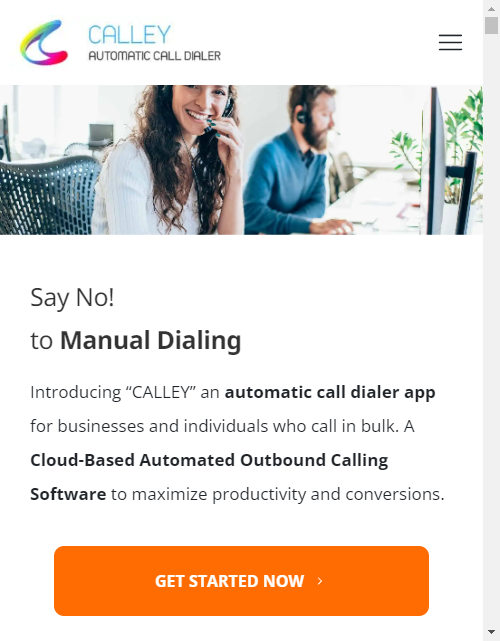 CALLEY
AUTOMATIC CALL DIALER
Say No!
to Manual Dialing
Introducing “CALLEY” an automatic call dialer app
for businesses and individuals who call in bulk. A
Cloud-Based Automated Outbound Calling
Software to maximize productivity and conversions.
GET STARTED NOW